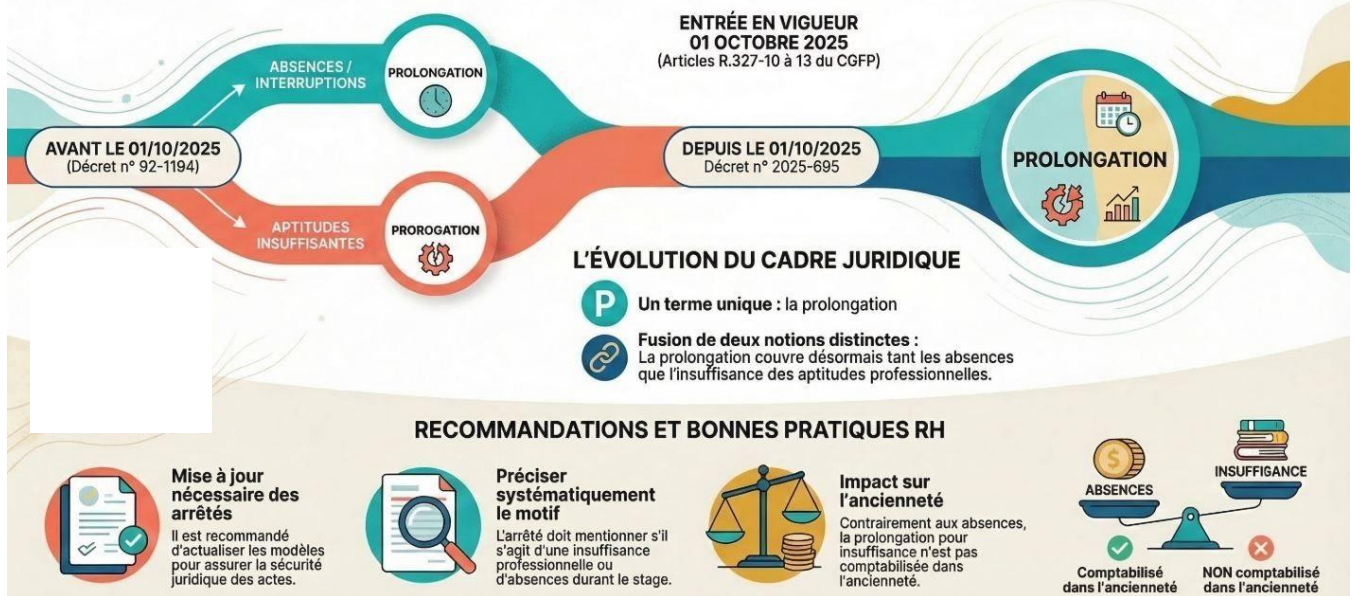 ENTRÉE EN VIGUEUR
01 OCTOBRE 2025
(Articles R.327-10 à 13 du CGFP)
ABSENCES /
INTERRUPTIONS
PROLONGATION
AVANT LE 01/10/2025
(Décret n° 92-1194)
DEPUIS LE 01/10/2025
Décret n° 2025-695
PROLONGATION
APTITUDES
INSUFFISANTES
PROROGATION
L'ÉVOLUTION DU CADRE JURIDIQUE
P
Un terme unique : la prolongation
Fusion de deux notions distinctes :
La prolongation couvre désormais tant les absences
que l'insuffisance des aptitudes professionnelles.
RECOMMANDATIONS ET BONNES PRATIQUES RH
Mise à jour
nécessaire des
arrêtés
Il est recommandé
d'actualiser les modèles
pour assurer la sécurité
juridique des actes.
Préciser
systématiquement
le motif
L'arrêté doit mentionner s'il
s'agit d'une insuffisance
professionnelle ou
d'absences durant le stage.
Impact sur
l'ancienneté
Contrairement aux absences,
la prolongation pour
insuffisance n'est pas
comptabilisée dans
l'ancienneté.
$
ABSENCES
INSUFFIGANCE
Comptabilisé
dans l'ancienneté
NON comptabilisé
dans l'ancienneté